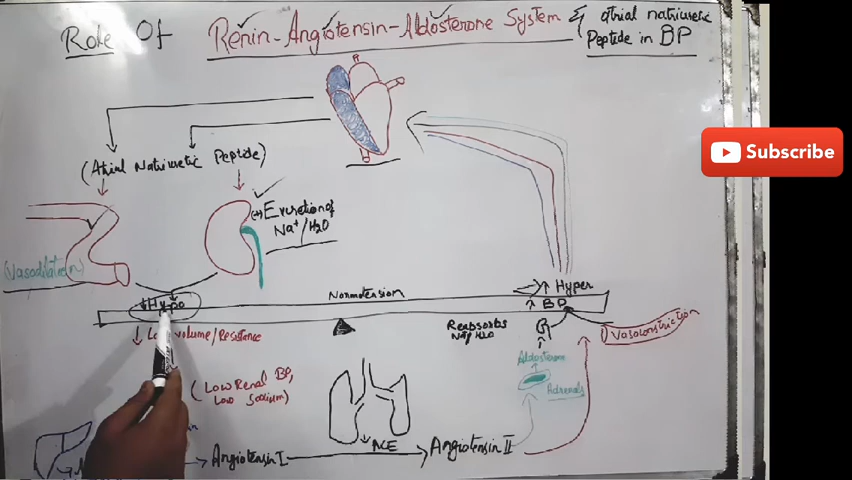 Role Of Renin-Angiotensin-Aldosterone System & atrial natriuretic
Peptide in BP
Subscribe
(Atrial Natriuretic Peptide)
Excretion of
Na+/H2O
(Vasodilation)
↓Hypo
Normotension
↑ Hyper
↑ BP
↓ Low volume/Resistance
Reabsorbs
Na+/H2O
Vasoconstriction
Aldosterone
Adrenals
(Low Renal BP,
Low Sodium)
Angiotensin I
ACE
Angiotensin II